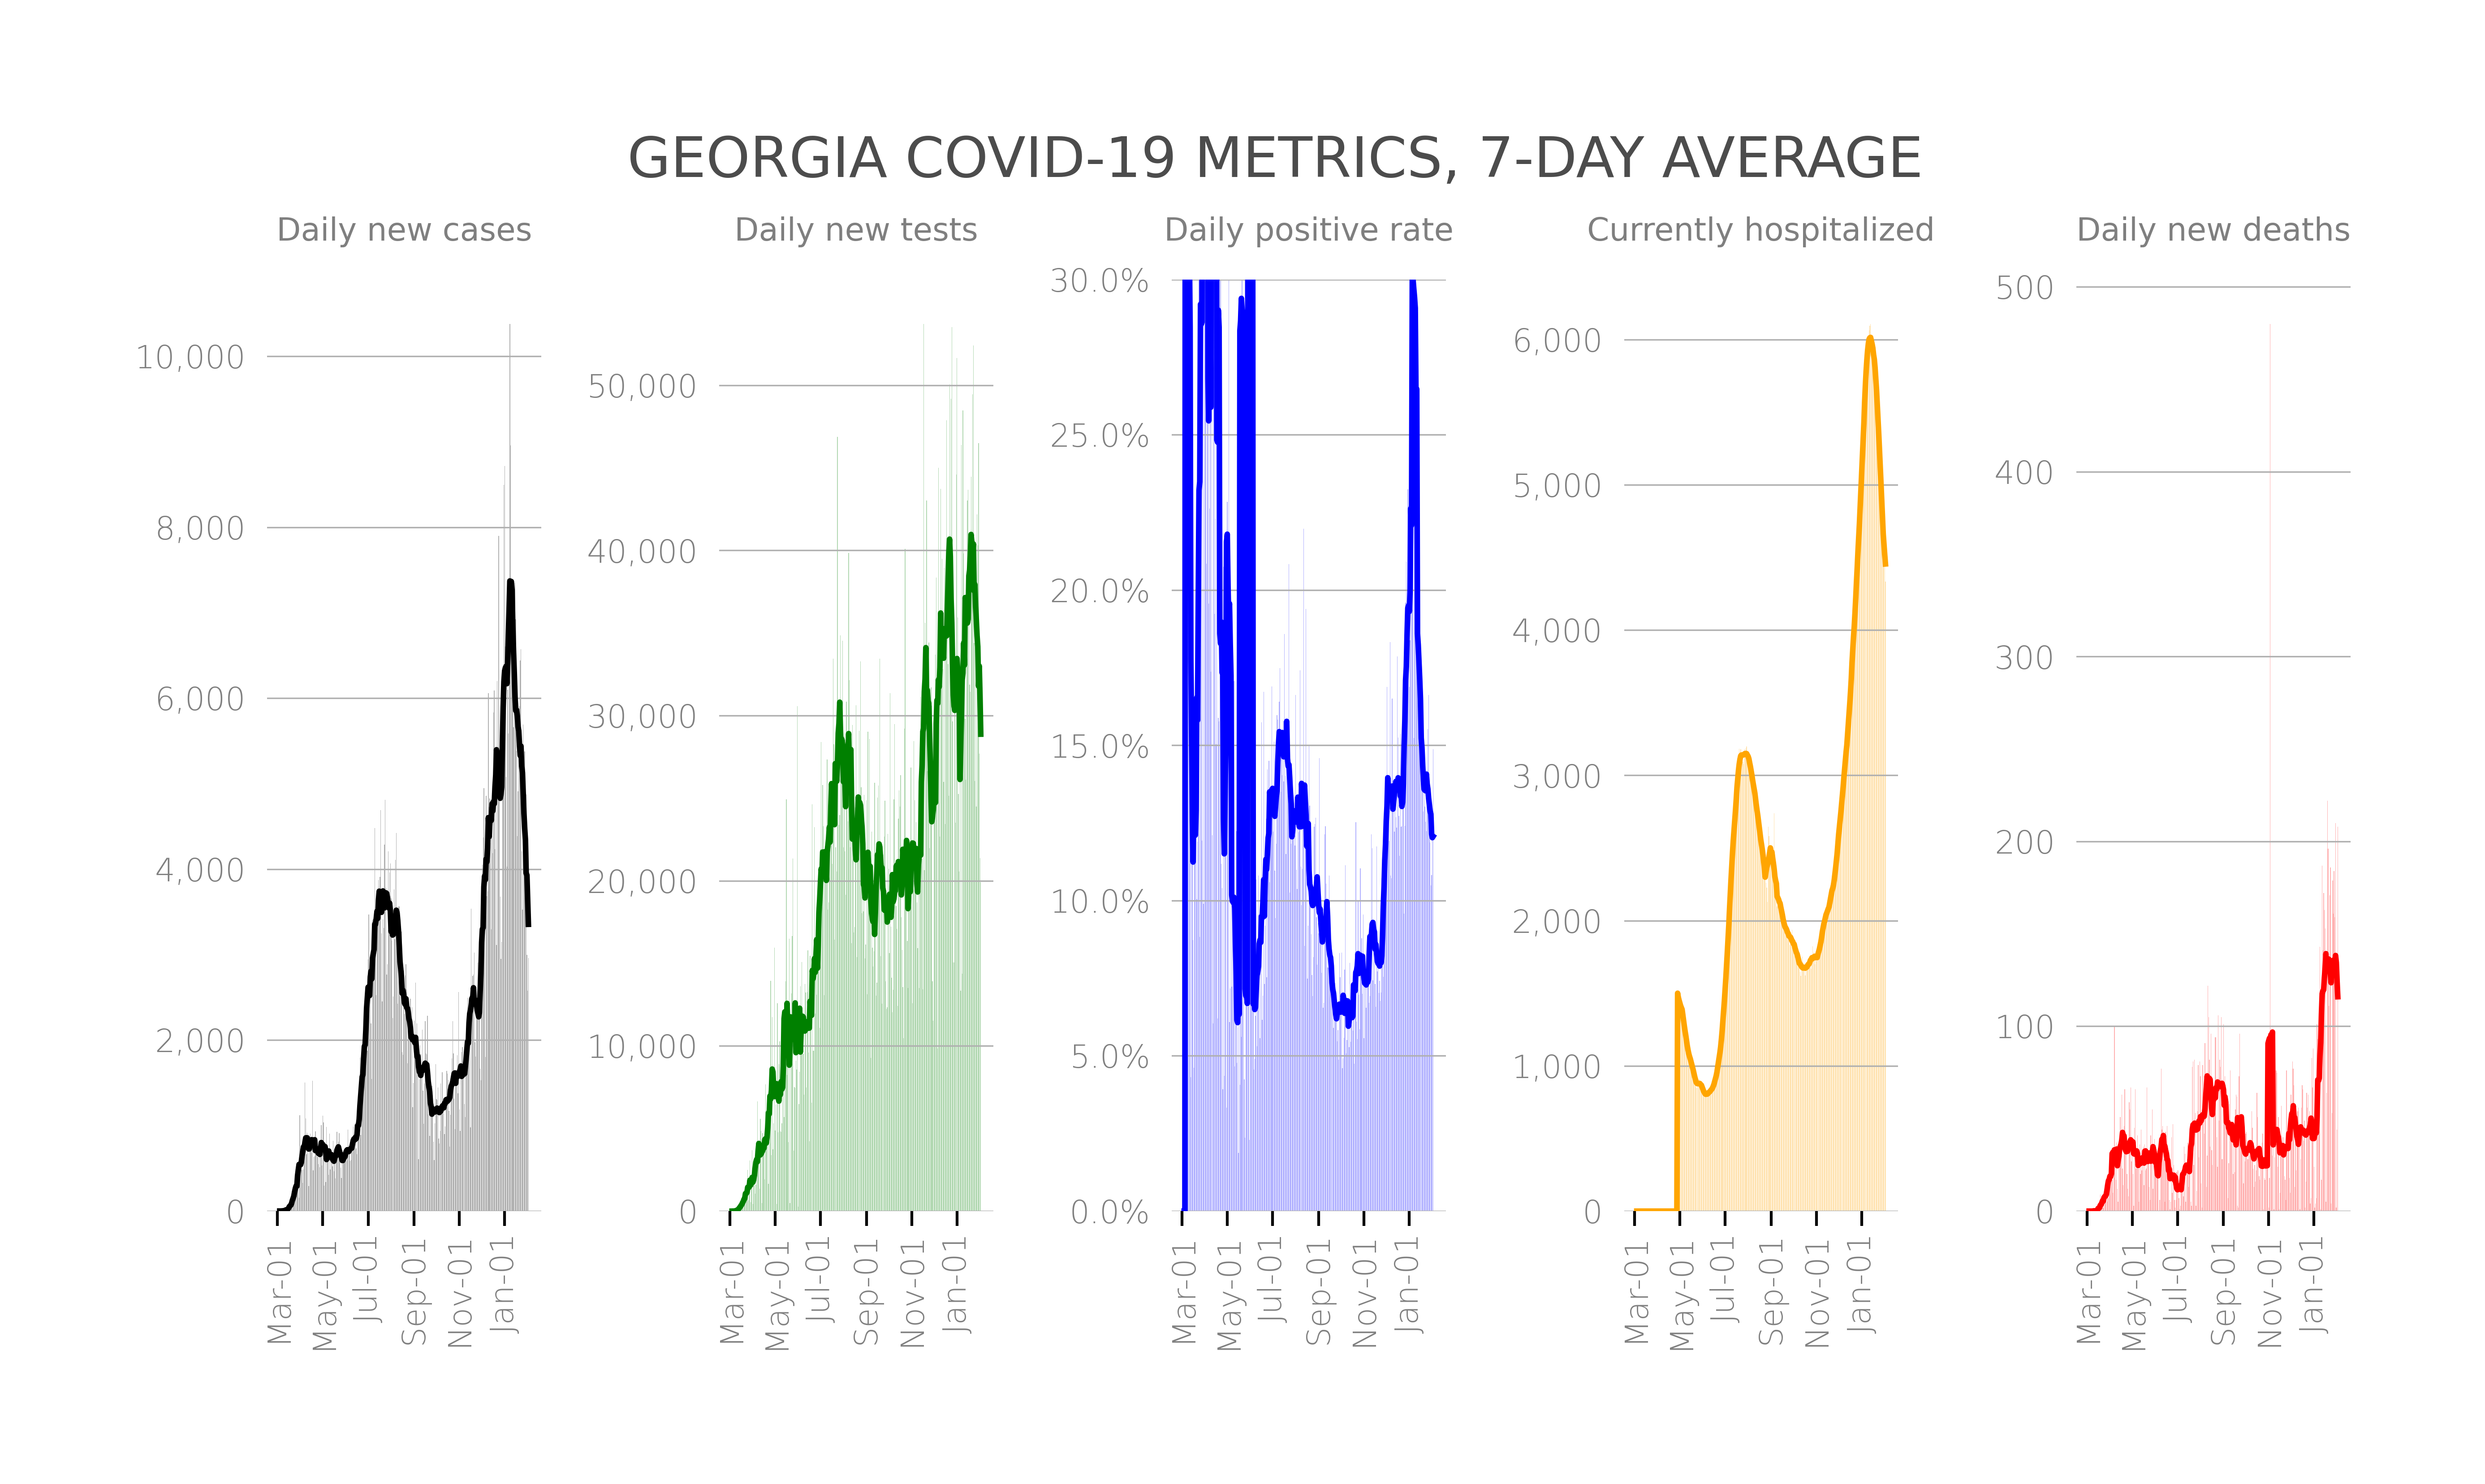 GEORGIA COVID-19 METRICS, 7-DAY AVERAGE
Daily new cases
10,000
8,000
6,000
4,000
2,000
0
Mar-01
May-01
Jul-01
Sep-01
Nov-01
Jan-01
Daily new tests
50,000
40,000
30,000
20,000
10,000
0
Mar-01
May-01
Jul-01
Sep-01
Nov-01
Jan-01
Daily positive rate
30.0%
25.0%
20.0%
15.0%
10.0%
5.0%
0.0%
Mar-01
May-01
Jul-01
Sep-01
Nov-01
Jan-01
Currently hospitalized
6,000
5,000
4,000
3,000
2,000
1,000
0
Mar-01
May-01
Jul-01
Sep-01
Nov-01
Jan-01
Daily new deaths
500
400
300
200
100
0
Mar-01
May-01
Jul-01
Sep-01
Nov-01
Jan-01